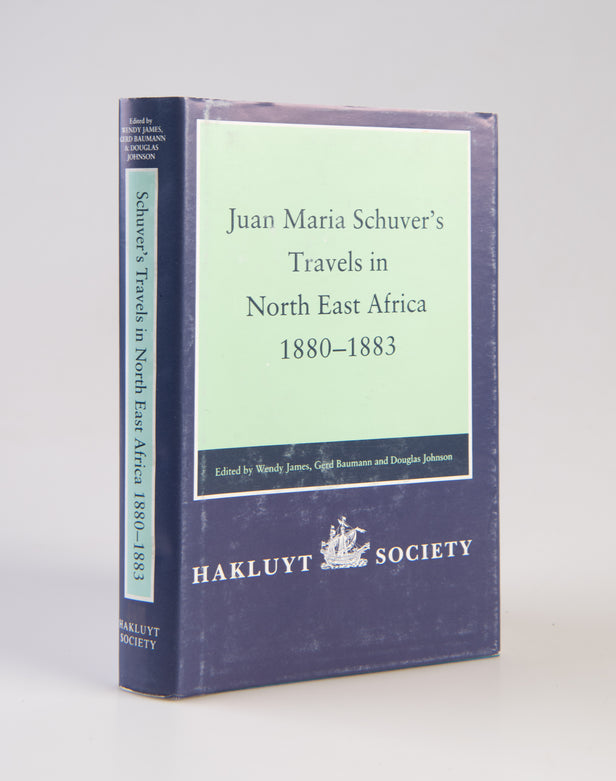 Edited by
WENDY JAMES,
GERD BAUMANN
& DOUGLAS
JOHNSON
Schuver's Travels in North East Africa 1880–1883
HAKLUYT
SOCIETY
Juan Maria Schuver's
Travels in
North East Africa
1880–1883
Edited by Wendy James, Gerd Baumann and Douglas Johnson
HAKLUYT SOCIETY